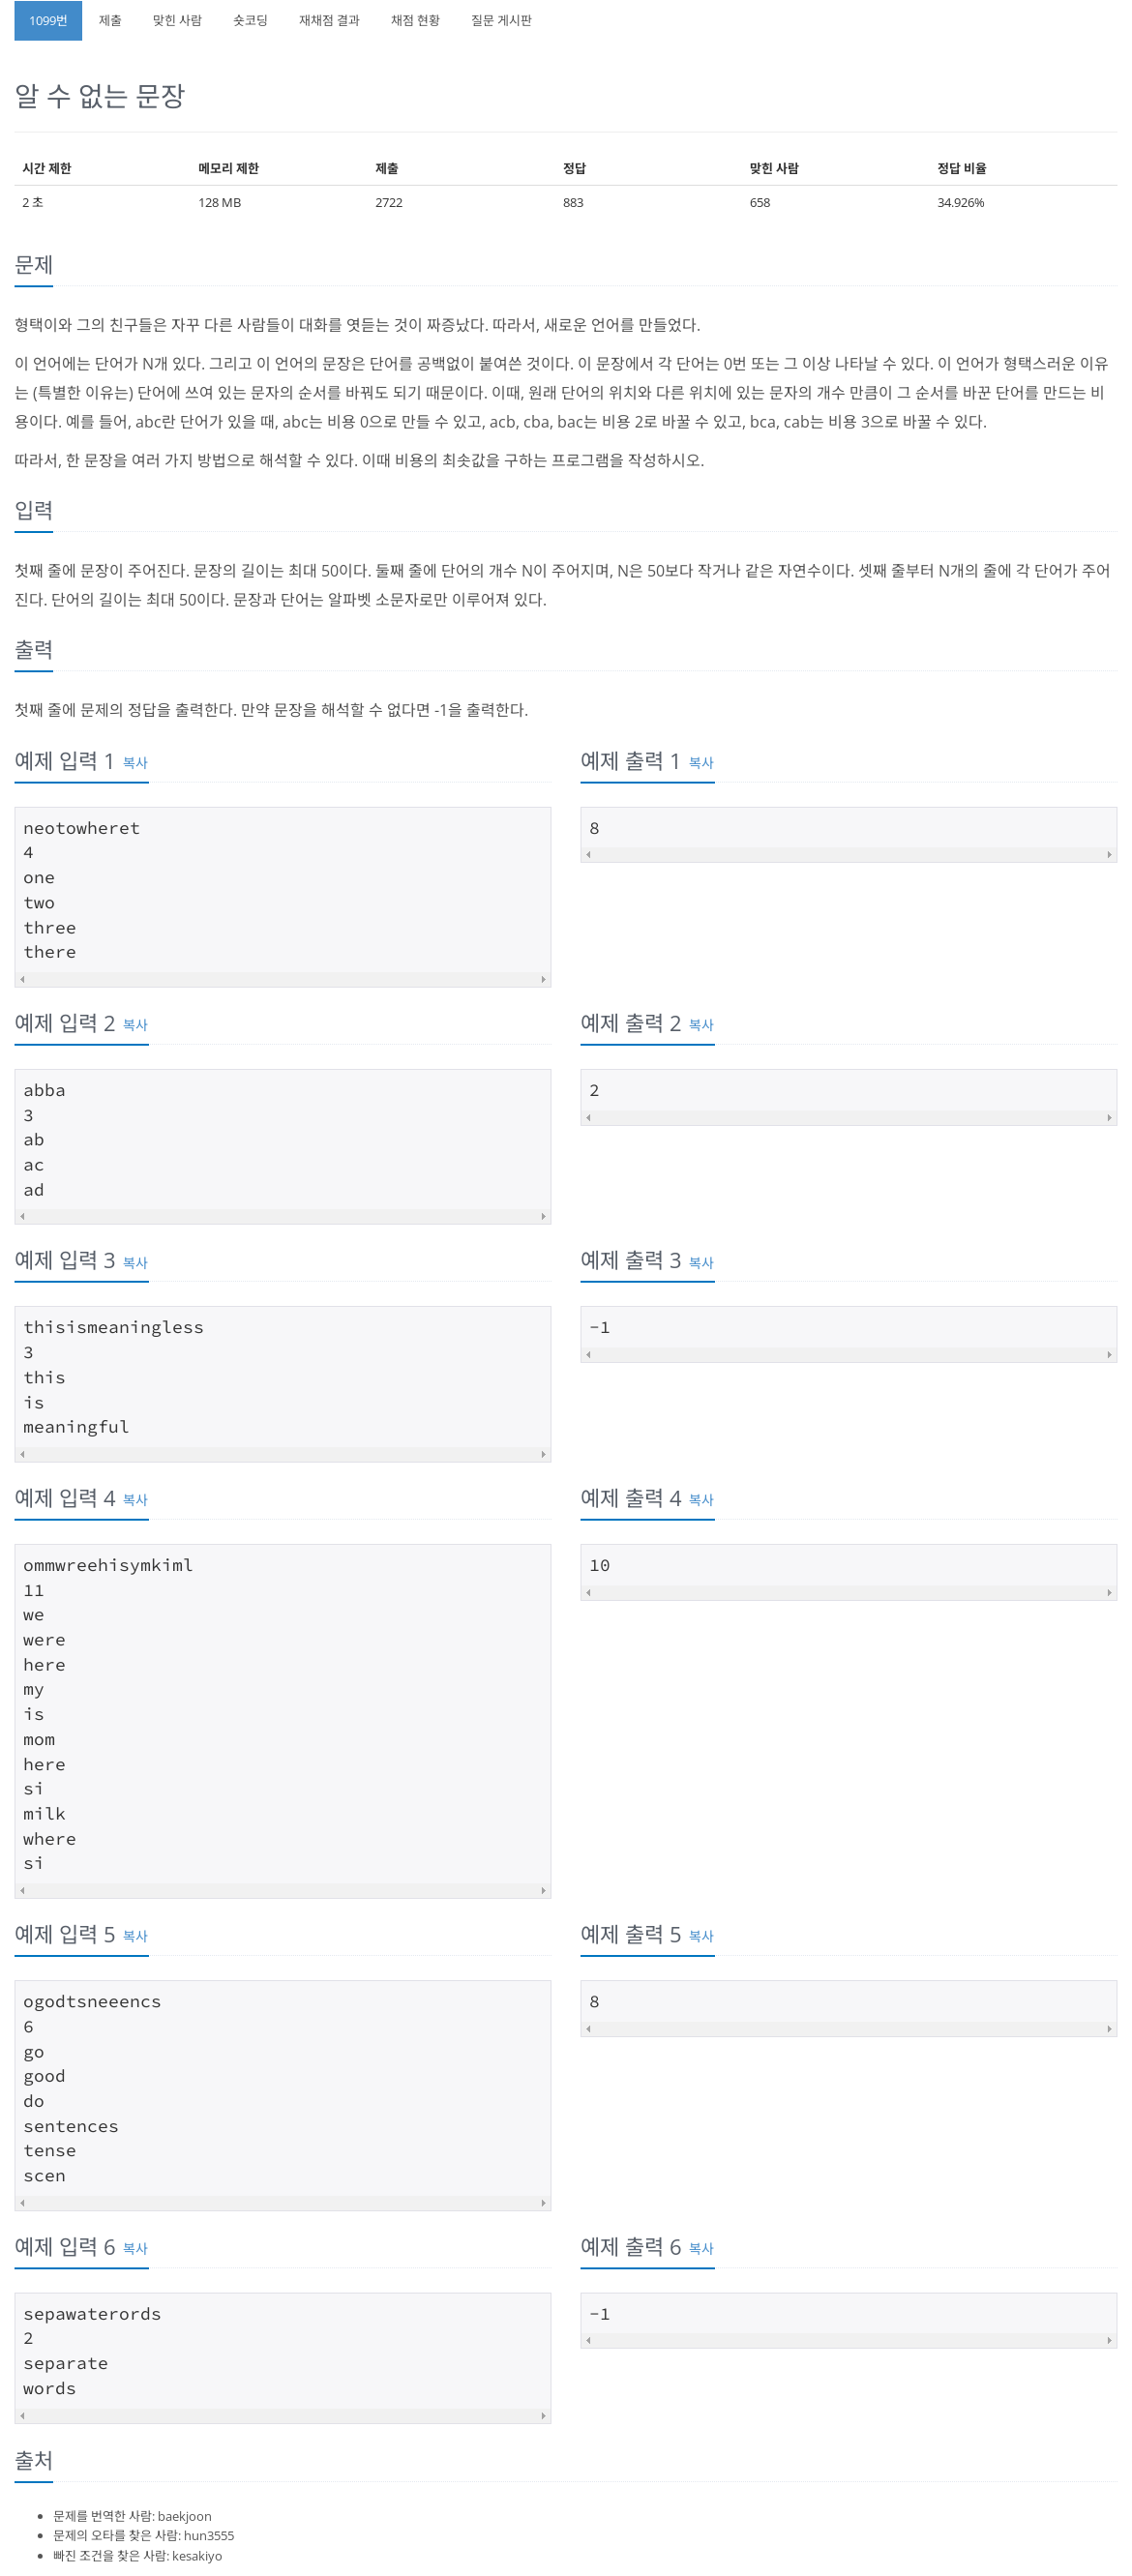 1099번 제출 맞힌 사람 숏코딩 재채점 결과 채점 현황 질문 게시판
알 수 없는 문장
시간 제한 메모리 제한 제출 정답 맞힌 사람 정답 비율
2 초 128 MB 2722 883 658 34.926%
문제
형택이와 그의 친구들은 자꾸 다른 사람들이 대화를 엿듣는 것이 짜증났다. 따라서, 새로운 언어를 만들었다.
이 언어에는 단어가 N개 있다. 그리고 이 언어의 문장은 단어를 공백없이 붙여쓴 것이다. 이 문장에서 각 단어는 0번 또는 그 이상 나타날 수 있다. 이 언어가 형택스러운 이유
는 (특별한 이유는) 단어에 쓰여 있는 문자의 순서를 바꿔도 되기 때문이다. 이때, 원래 단어의 위치와 다른 위치에 있는 문자의 개수 만큼이 그 순서를 바꾼 단어를 만드는 비
용이다. 예를 들어, abc란 단어가 있을 때, abc는 비용 0으로 만들 수 있고, acb, cba, bac는 비용 2로 바꿀 수 있고, bca, cab는 비용 3으로 바꿀 수 있다.
따라서, 한 문장을 여러 가지 방법으로 해석할 수 있다. 이때 비용의 최솟값을 구하는 프로그램을 작성하시오.
입력
첫째 줄에 문장이 주어진다. 문장의 길이는 최대 50이다. 둘째 줄에 단어의 개수 N이 주어지며, N은 50보다 작거나 같은 자연수이다. 셋째 줄부터 N개의 줄에 각 단어가 주어
진다. 단어의 길이는 최대 50이다. 문장과 단어는 알파벳 소문자로만 이루어져 있다.
출력
첫째 줄에 문제의 정답을 출력한다. 만약 문장을 해석할 수 없다면 -1을 출력한다.
예제 입력 1 복사
neotowheret
4
one
two
three
there
예제 출력 1 복사
8
예제 입력 2 복사
abba
3
ab
ac
ad
예제 출력 2 복사
2
예제 입력 3 복사
thisismeaningless
3
this
is
meaningful
예제 출력 3 복사
-1
예제 입력 4 복사
ommwreehisymkiml
11
we
were
here
my
is
mom
here
si
milk
where
si
예제 출력 4 복사
10
예제 입력 5 복사
ogodtsneeencs
6
go
good
do
sentences
tense
scen
예제 출력 5 복사
8
예제 입력 6 복사
sepawaterords
2
separate
words
예제 출력 6 복사
-1
출처
• 문제를 번역한 사람: baekjoon
• 문제의 오타를 찾은 사람: hun3555
• 빠진 조건을 찾은 사람: kesakiyo